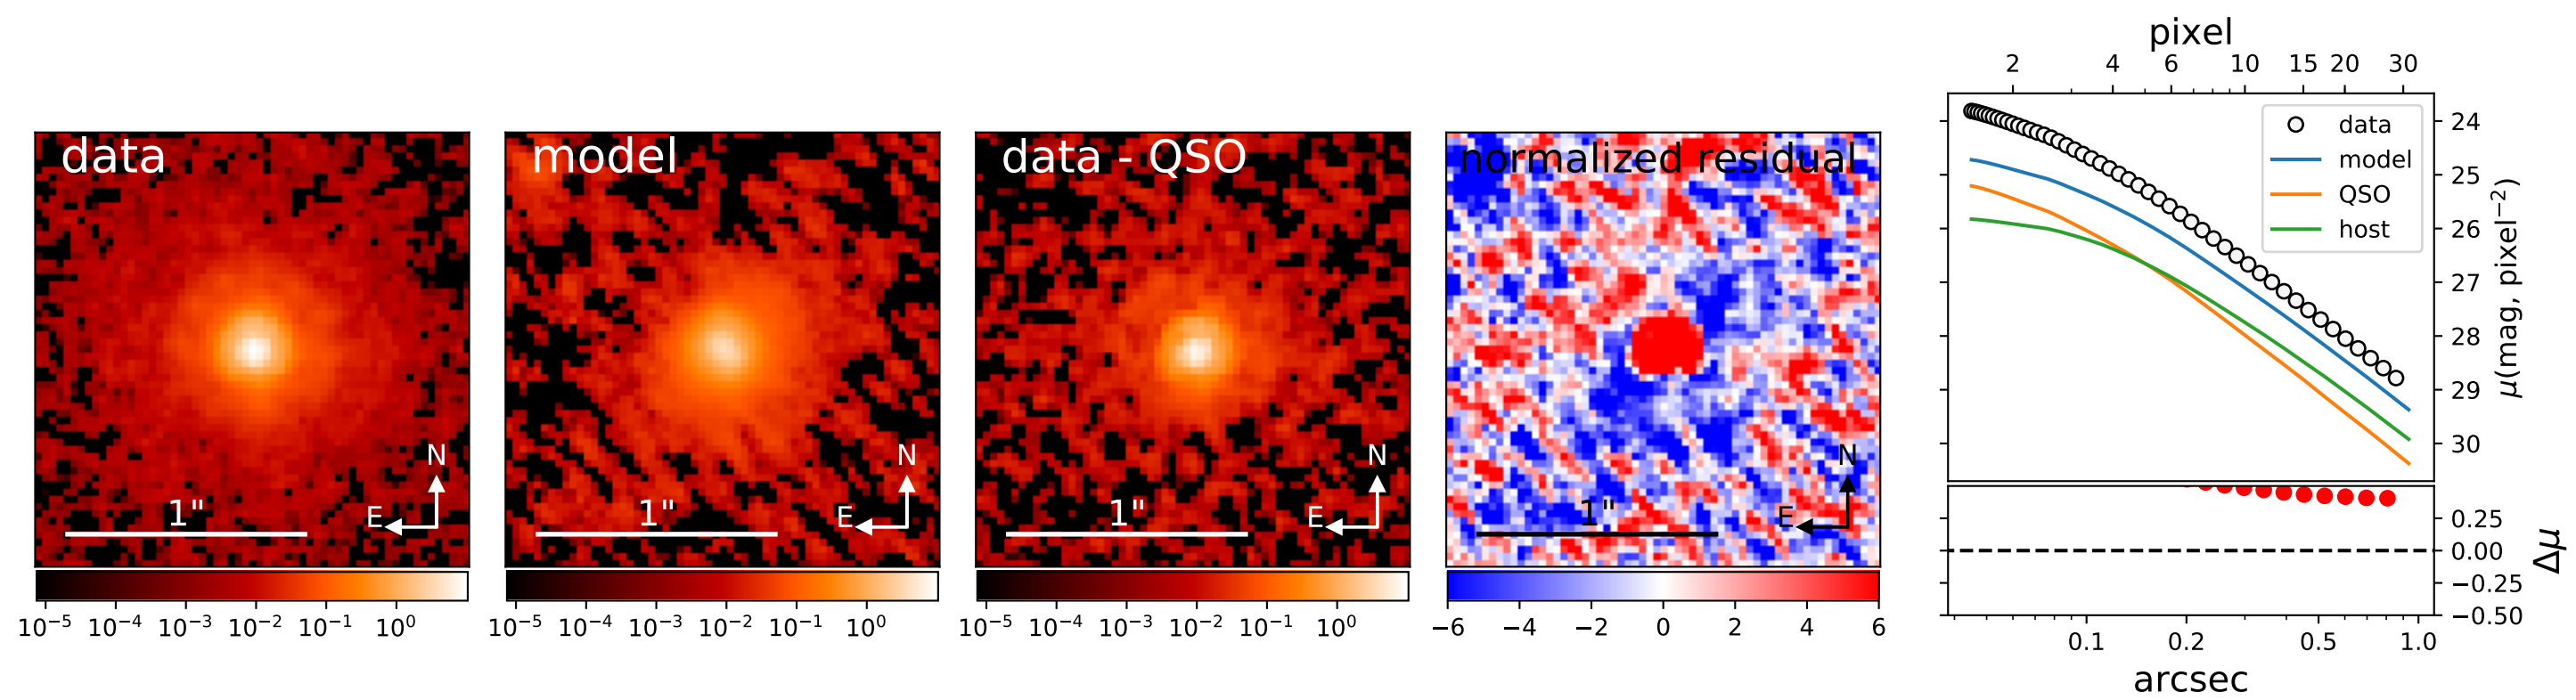 data
N
E
1"
10⁻⁵ 10⁻⁴ 10⁻³ 10⁻² 10⁻¹ 10⁰
model
N
E
1"
10⁻⁵ 10⁻⁴ 10⁻³ 10⁻² 10⁻¹ 10⁰
data - QSO
N
E
1"
10⁻⁵ 10⁻⁴ 10⁻³ 10⁻² 10⁻¹ 10⁰
normalized residual
N
E
1"
−6 −4 −2 0 2 4 6
pixel
2 4 6 10 15 20 30
data
model
QSO
host
24
25
26
27
28
29
30
μ(mag, pixel⁻²)
0.25
0.00
−0.25
−0.50
Δμ
0.1 0.2 0.5 1.0
arcsec